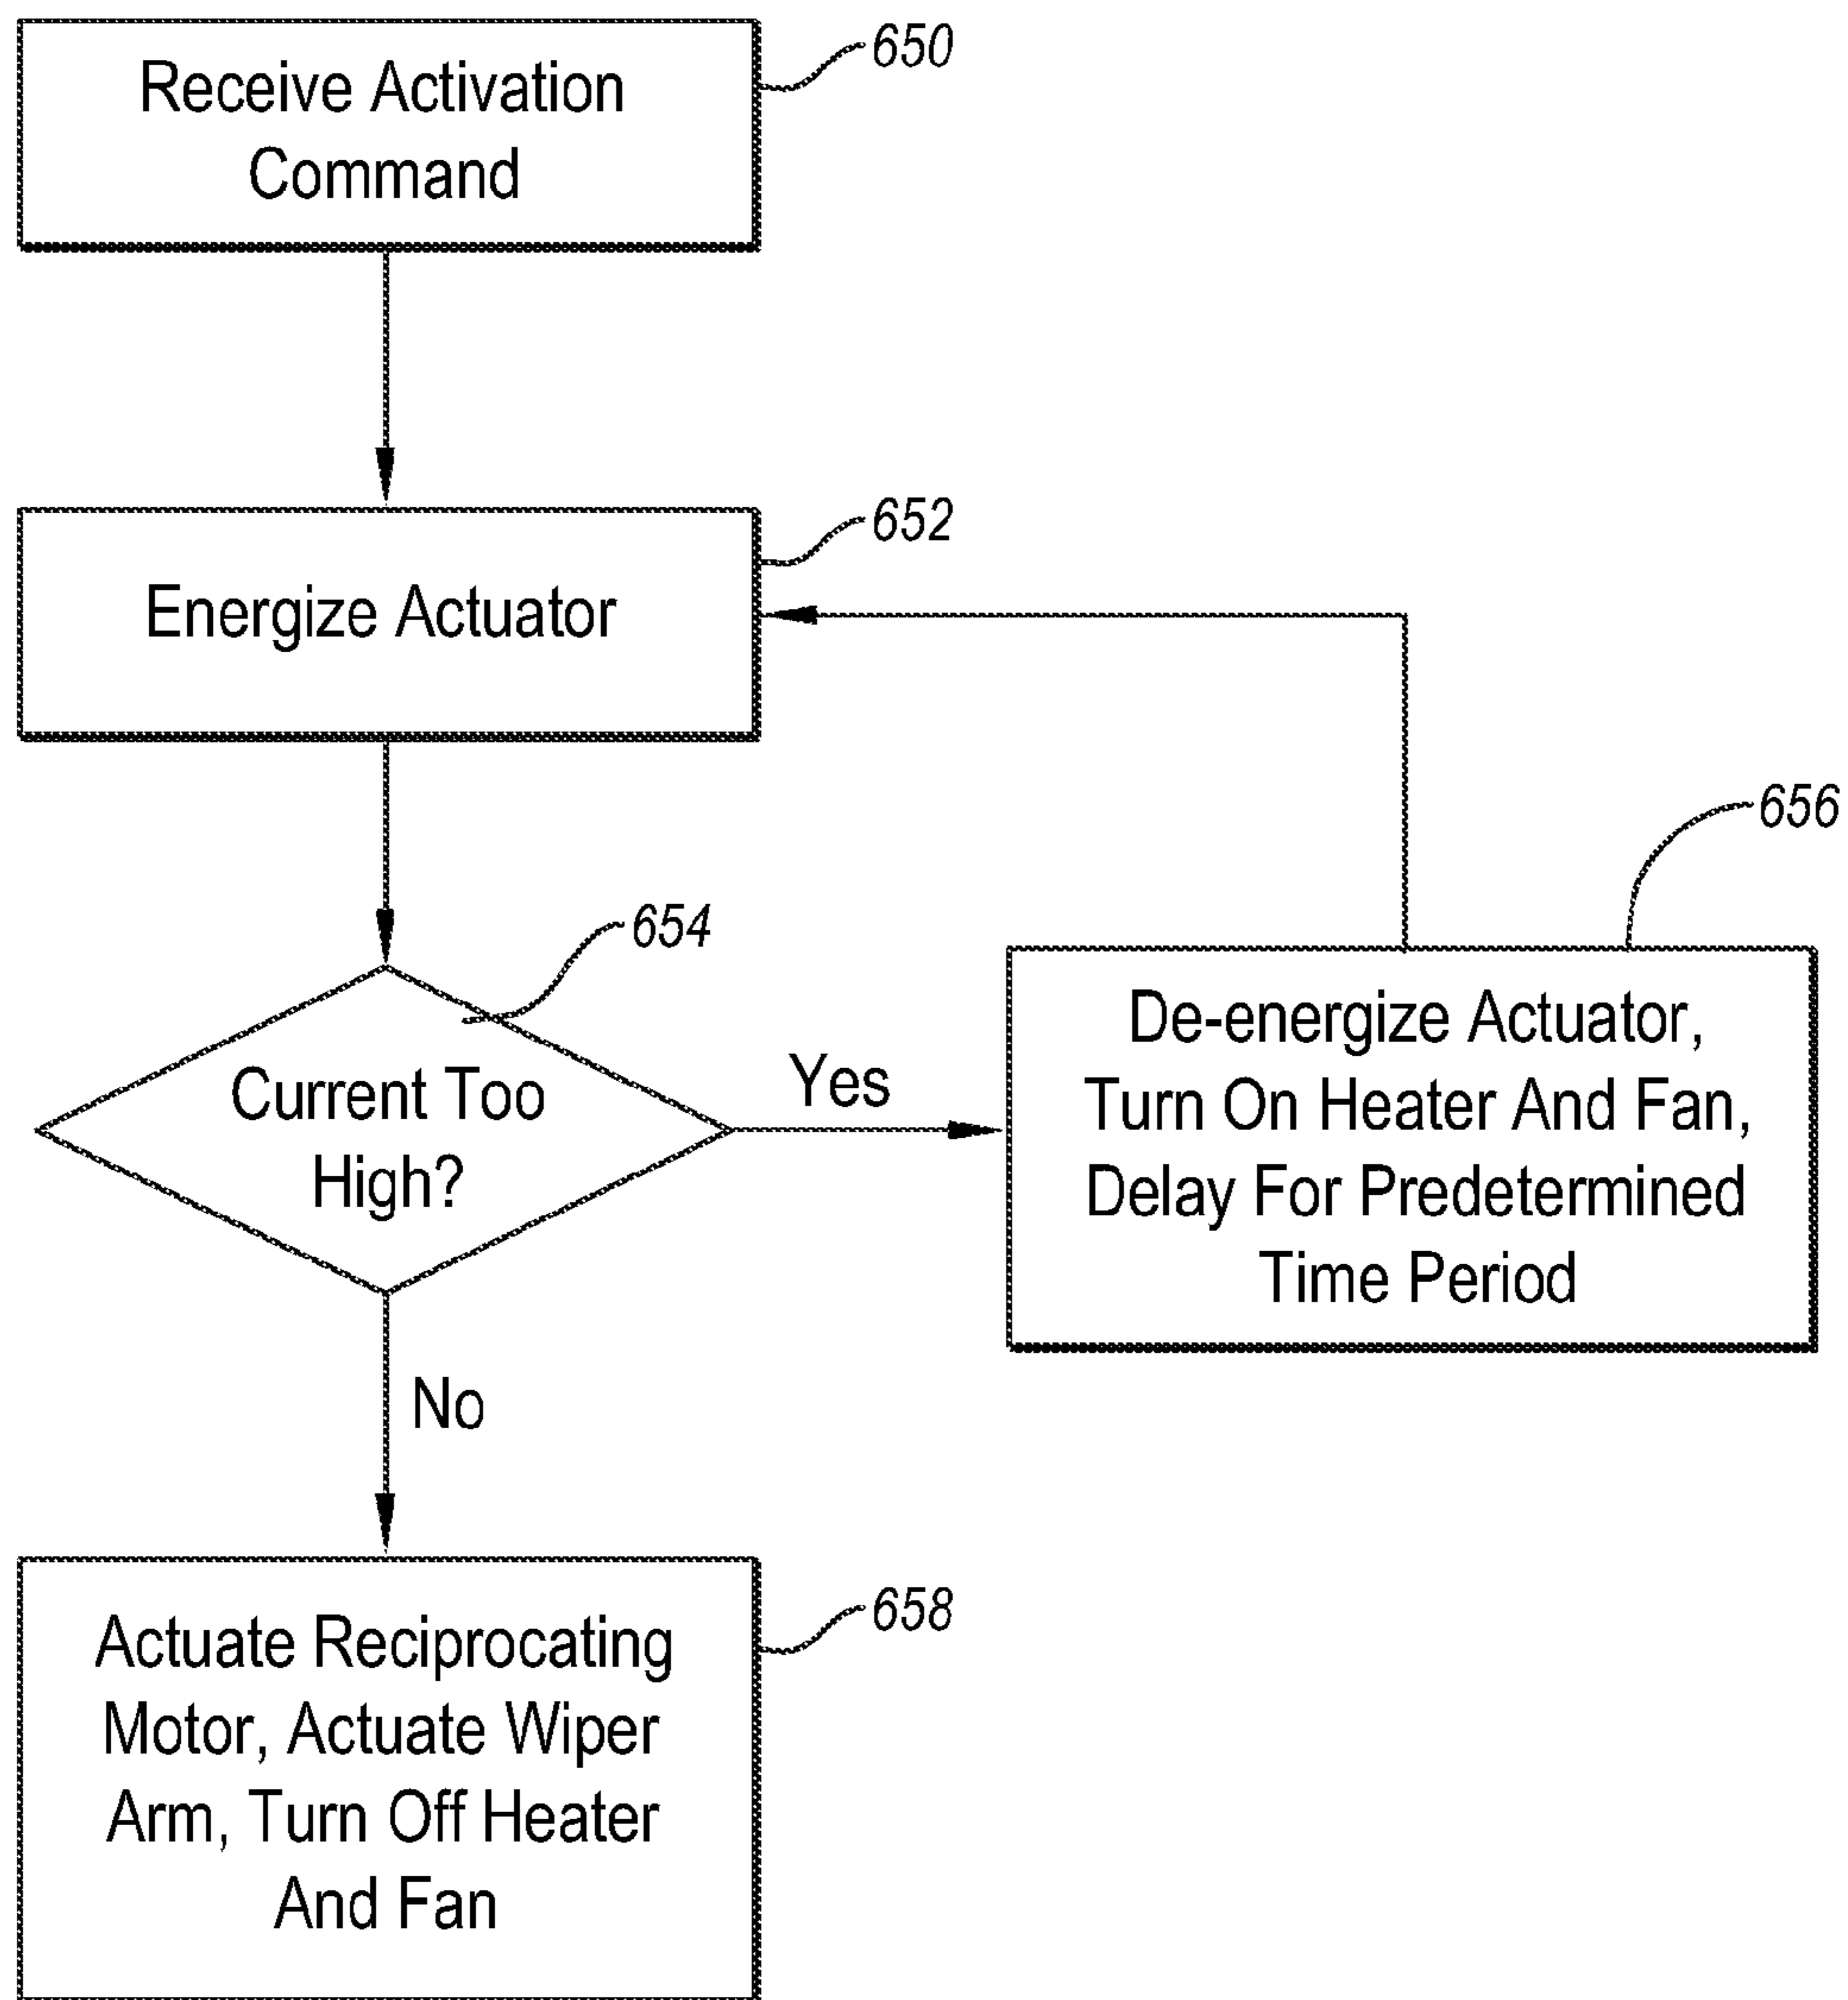 Receive Activation
Command
650
Energize Actuator
652
Current Too
High?
654
Yes
De-energize Actuator,
Turn On Heater And Fan,
Delay For Predetermined
Time Period
656
No
Actuate Reciprocating
Motor, Actuate Wiper
Arm, Turn Off Heater
And Fan
658